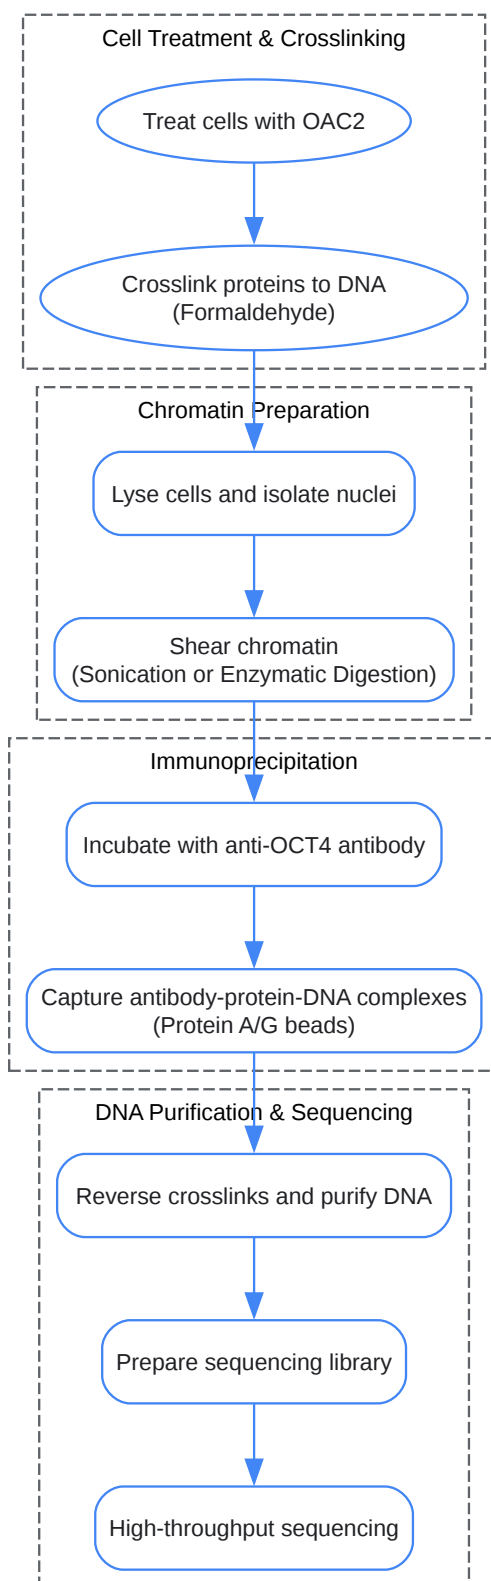 Cell Treatment & Crosslinking
Treat cells with OAC2
Crosslink proteins to DNA
(Formaldehyde)
Chromatin Preparation
Lyse cells and isolate nuclei
Shear chromatin
(Sonication or Enzymatic Digestion)
Immunoprecipitation
Incubate with anti-OCT4 antibody
Capture antibody-protein-DNA complexes
(Protein A/G beads)
DNA Purification & Sequencing
Reverse crosslinks and purify DNA
Prepare sequencing library
High-throughput sequencing